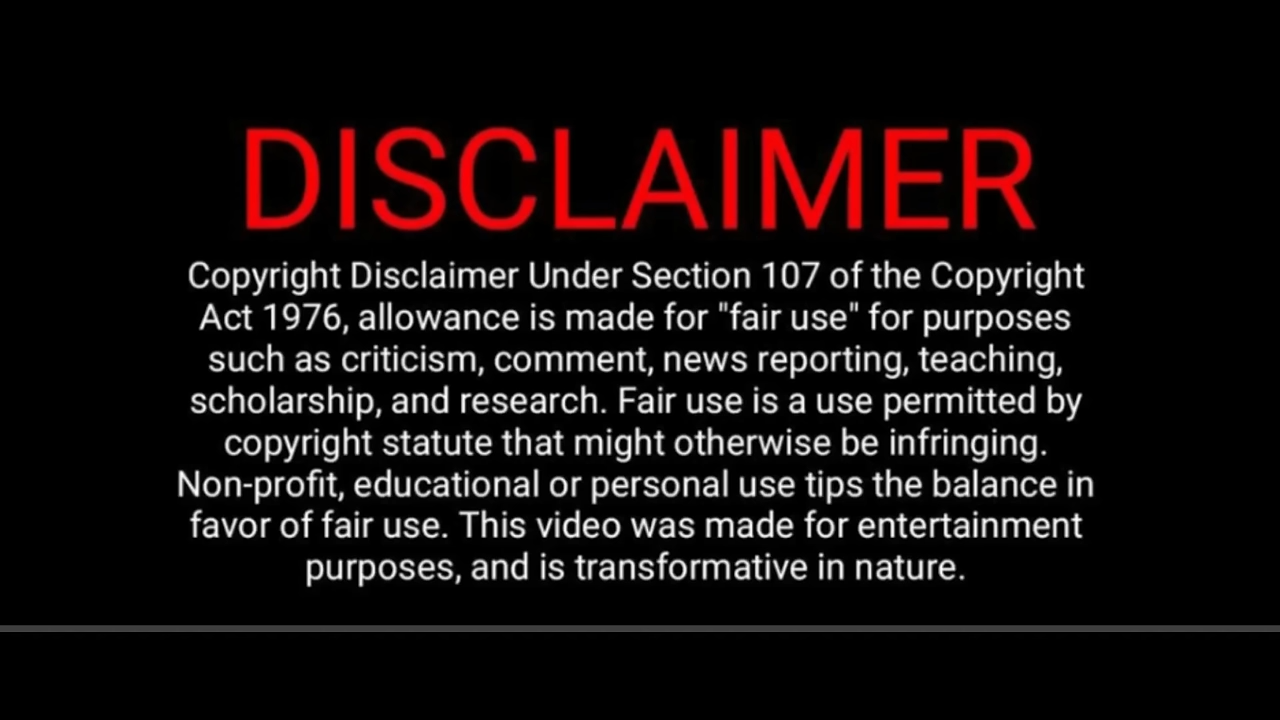 DISCLAIMER
Copyright Disclaimer Under Section 107 of the Copyright
Act 1976, allowance is made for "fair use" for purposes
such as criticism, comment, news reporting, teaching,
scholarship, and research. Fair use is a use permitted by
copyright statute that might otherwise be infringing.
Non-profit, educational or personal use tips the balance in
favor of fair use. This video was made for entertainment
purposes, and is transformative in nature.